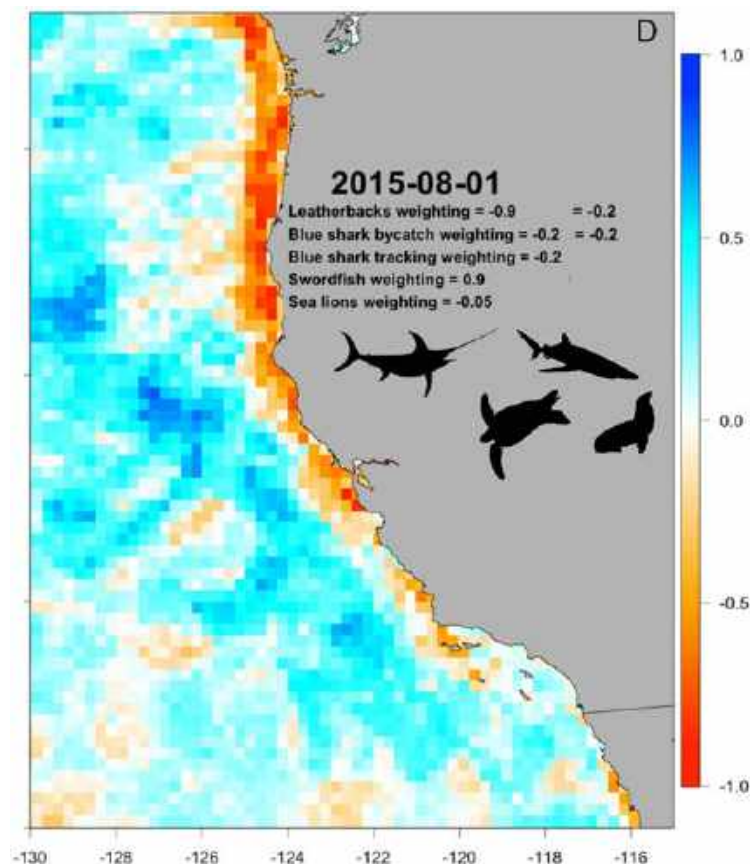 D
1.0
2015-08-01
Leatherbacks weighting = -0.9 = -0.2
Blue shark bycatch weighting = -0.2 = -0.2
0.5
Blue shark tracking weighting = -0.2
Swordfish weighting = 0.9
Sea lions weighting = -0.05
0.0
-0.5
-1.0
-130 -128 -126 -124 -122 -120 -118 -116